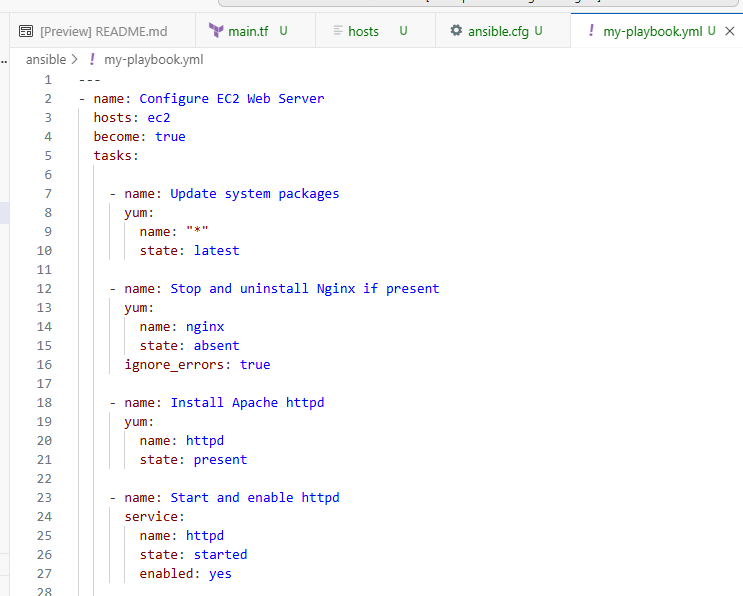 [Preview] README.md main.tf U hosts U ansible.cfg U ! my-playbook.yml U
ansible > ! my-playbook.yml
1 ---
2 - name: Configure EC2 Web Server
3 hosts: ec2
4 become: true
5 tasks:
6
7 - name: Update system packages
8 yum:
9 name: "*"
10 state: latest
11
12 - name: Stop and uninstall Nginx if present
13 yum:
14 name: nginx
15 state: absent
16 ignore_errors: true
17
18 - name: Install Apache httpd
19 yum:
20 name: httpd
21 state: present
22
23 - name: Start and enable httpd
24 service:
25 name: httpd
26 state: started
27 enabled: yes
28